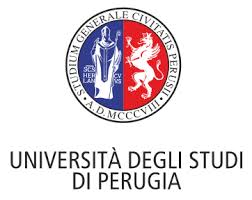 STUDIUM GENERALE CIVITATIS PERUSII
A.D. MCCCVIII
UNIVERSITÀ DEGLI STUDI
DI PERUGIA